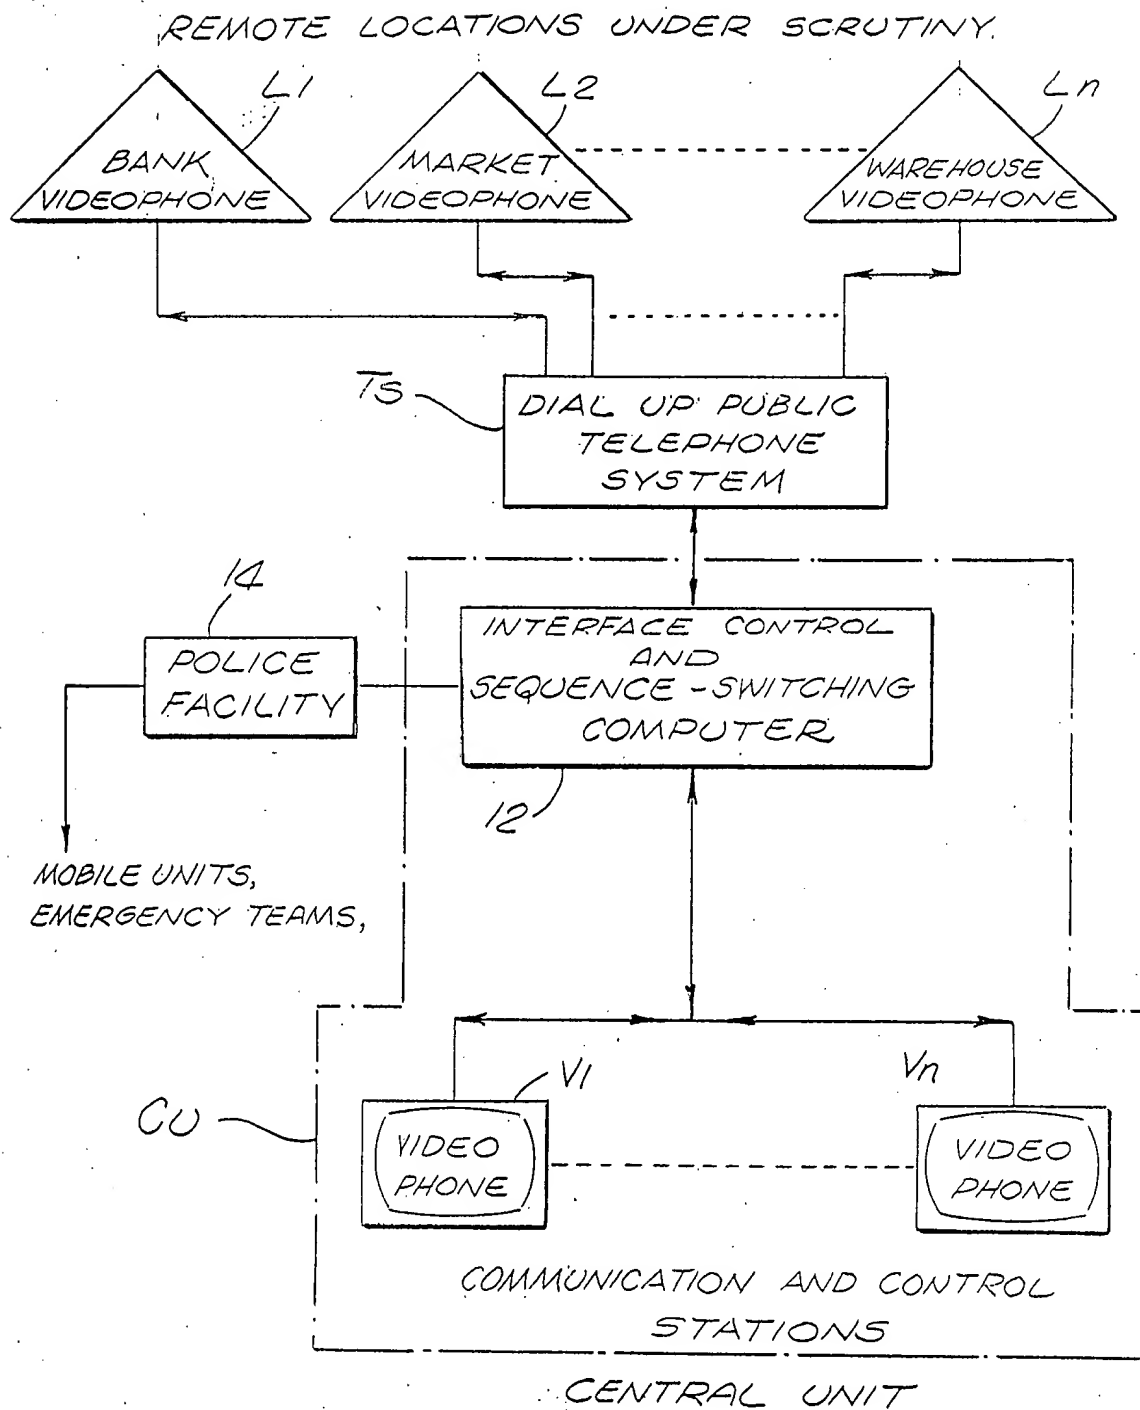 REMOTE LOCATIONS UNDER SCRUTINY.
L1
L2
Ln
BANK
VIDEOPHONE
MARKET
VIDEOPHONE
WAREHOUSE
VIDEOPHONE
TS
DIAL UP PUBLIC
TELEPHONE
SYSTEM
14
POLICE
FACILITY
INTERFACE CONTROL
AND
SEQUENCE-SWITCHING
COMPUTER
12
MOBILE UNITS,
EMERGENCY TEAMS,
V1
Vn
CU
VIDEO
PHONE
VIDEO
PHONE
COMMUNICATION AND CONTROL
STATIONS
CENTRAL UNIT